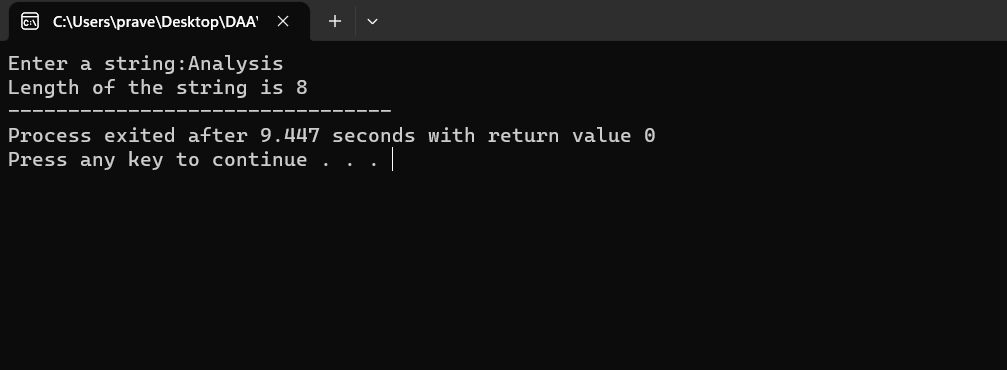 C:\Users\prave\Desktop\DAA\
Enter a string:Analysis
Length of the string is 8
--------------------------------
Process exited after 9.447 seconds with return value 0
Press any key to continue . . .